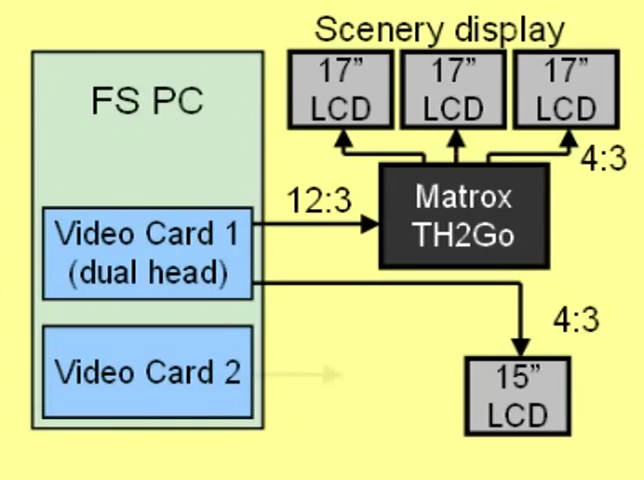 Scenery display
17”
LCD
17”
LCD
17”
LCD
FS PC
4:3
12:3
Matrox
TH2Go
Video Card 1
(dual head)
4:3
Video Card 2
15”
LCD